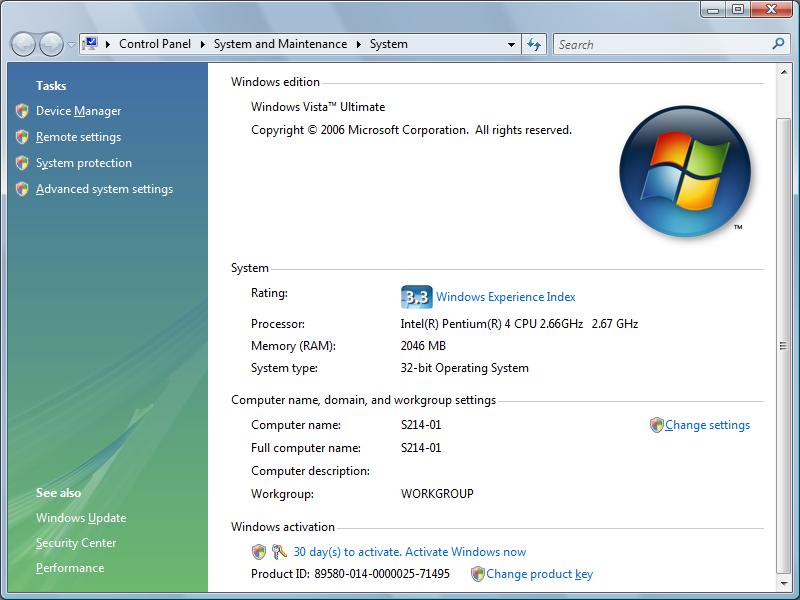 Control Panel System and Maintenance System Search
Tasks
Device Manager
Remote settings
System protection
Advanced system settings
See also
Windows Update
Security Center
Performance
Windows edition
Windows Vista™ Ultimate
Copyright © 2006 Microsoft Corporation. All rights reserved.
TM
System
Rating: 3.3 Windows Experience Index
Processor: Intel(R) Pentium(R) 4 CPU 2.66GHz 2.67 GHz
Memory (RAM): 2046 MB
System type: 32-bit Operating System
Computer name, domain, and workgroup settings
Computer name: S214-01 Change settings
Full computer name: S214-01
Computer description:
Workgroup: WORKGROUP
Windows activation
30 day(s) to activate. Activate Windows now
Product ID: 89580-014-0000025-71495 Change product key